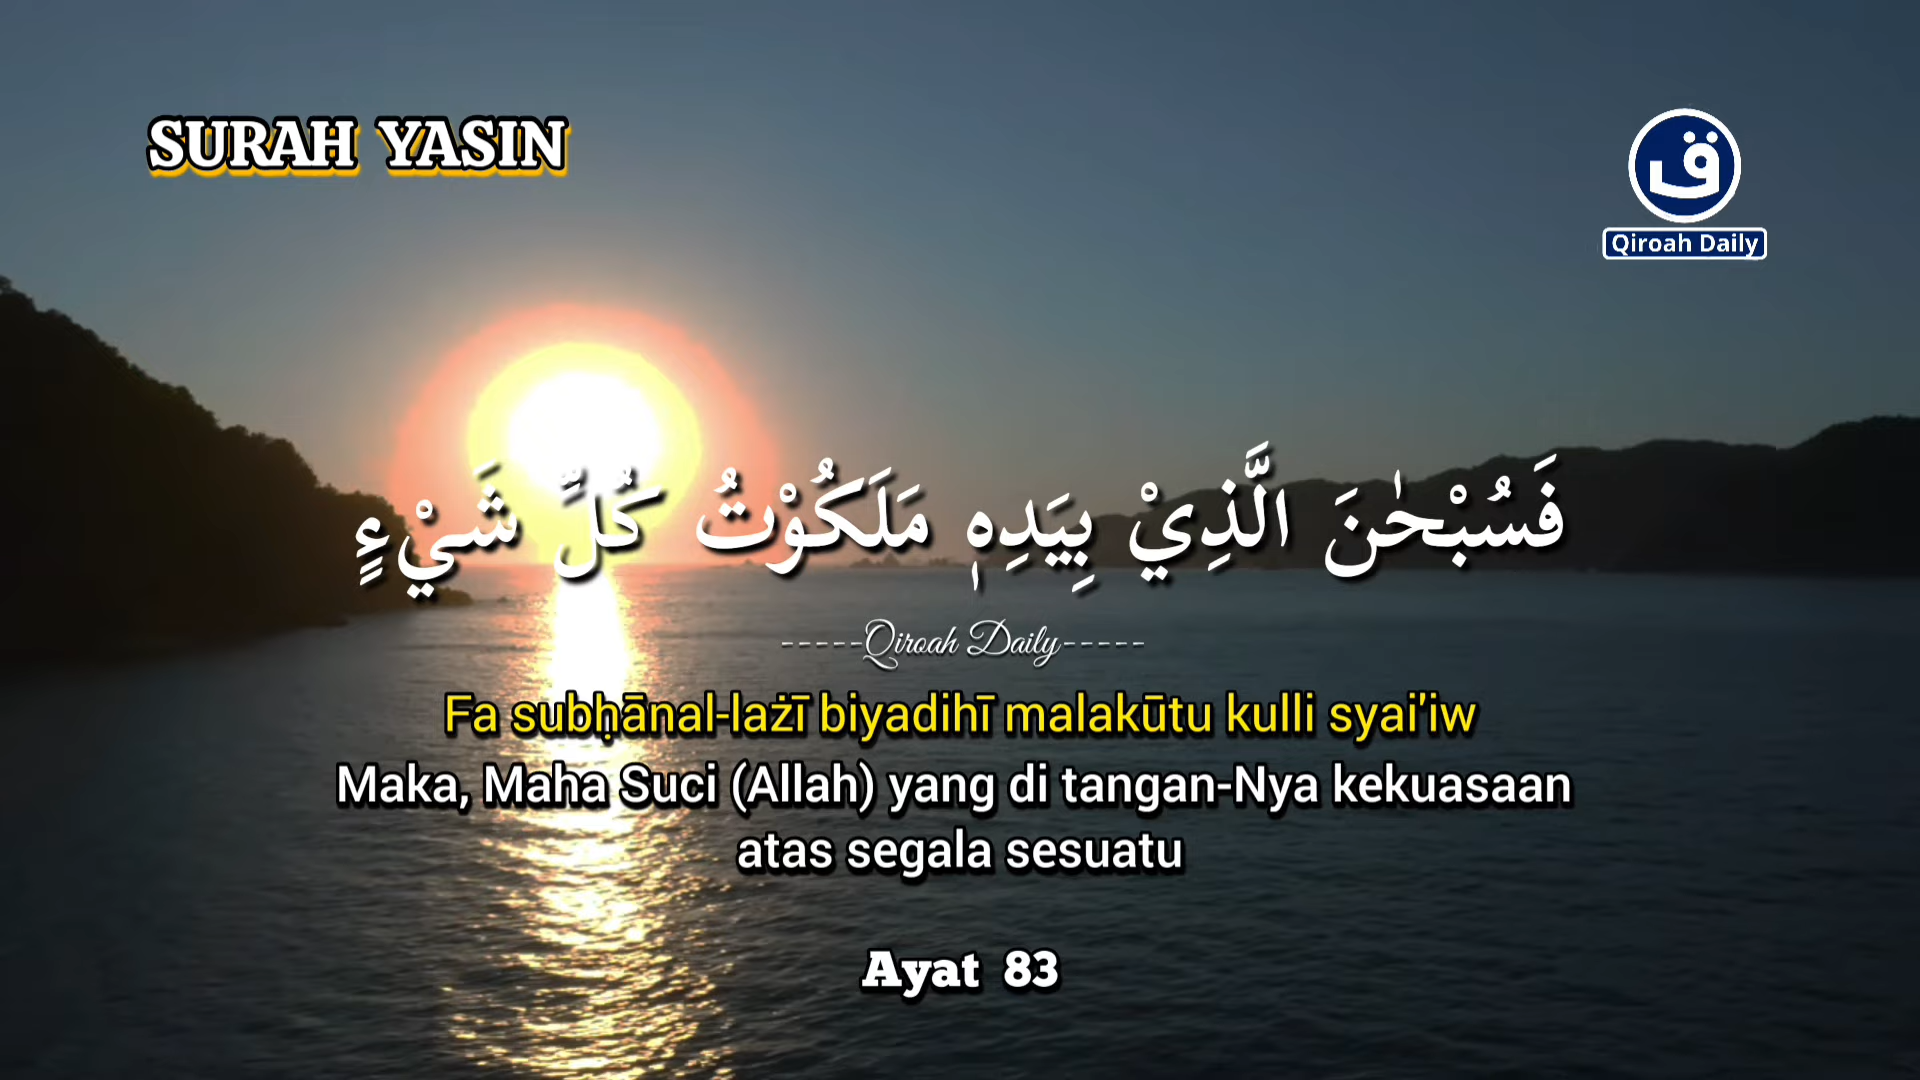 SURAH YASIN
ق
Qiroah Daily
فَسُبْحٰنَ الَّذِيْ بِيَدِهٖ مَلَكُوْتُ كُلِّ شَيْءٍ
-----Qiroah Daily-----
Fa subḥānal-lażī biyadihī malakūtu kulli syai'iw
Maka, Maha Suci (Allah) yang di tangan-Nya kekuasaan
atas segala sesuatu
Ayat 83